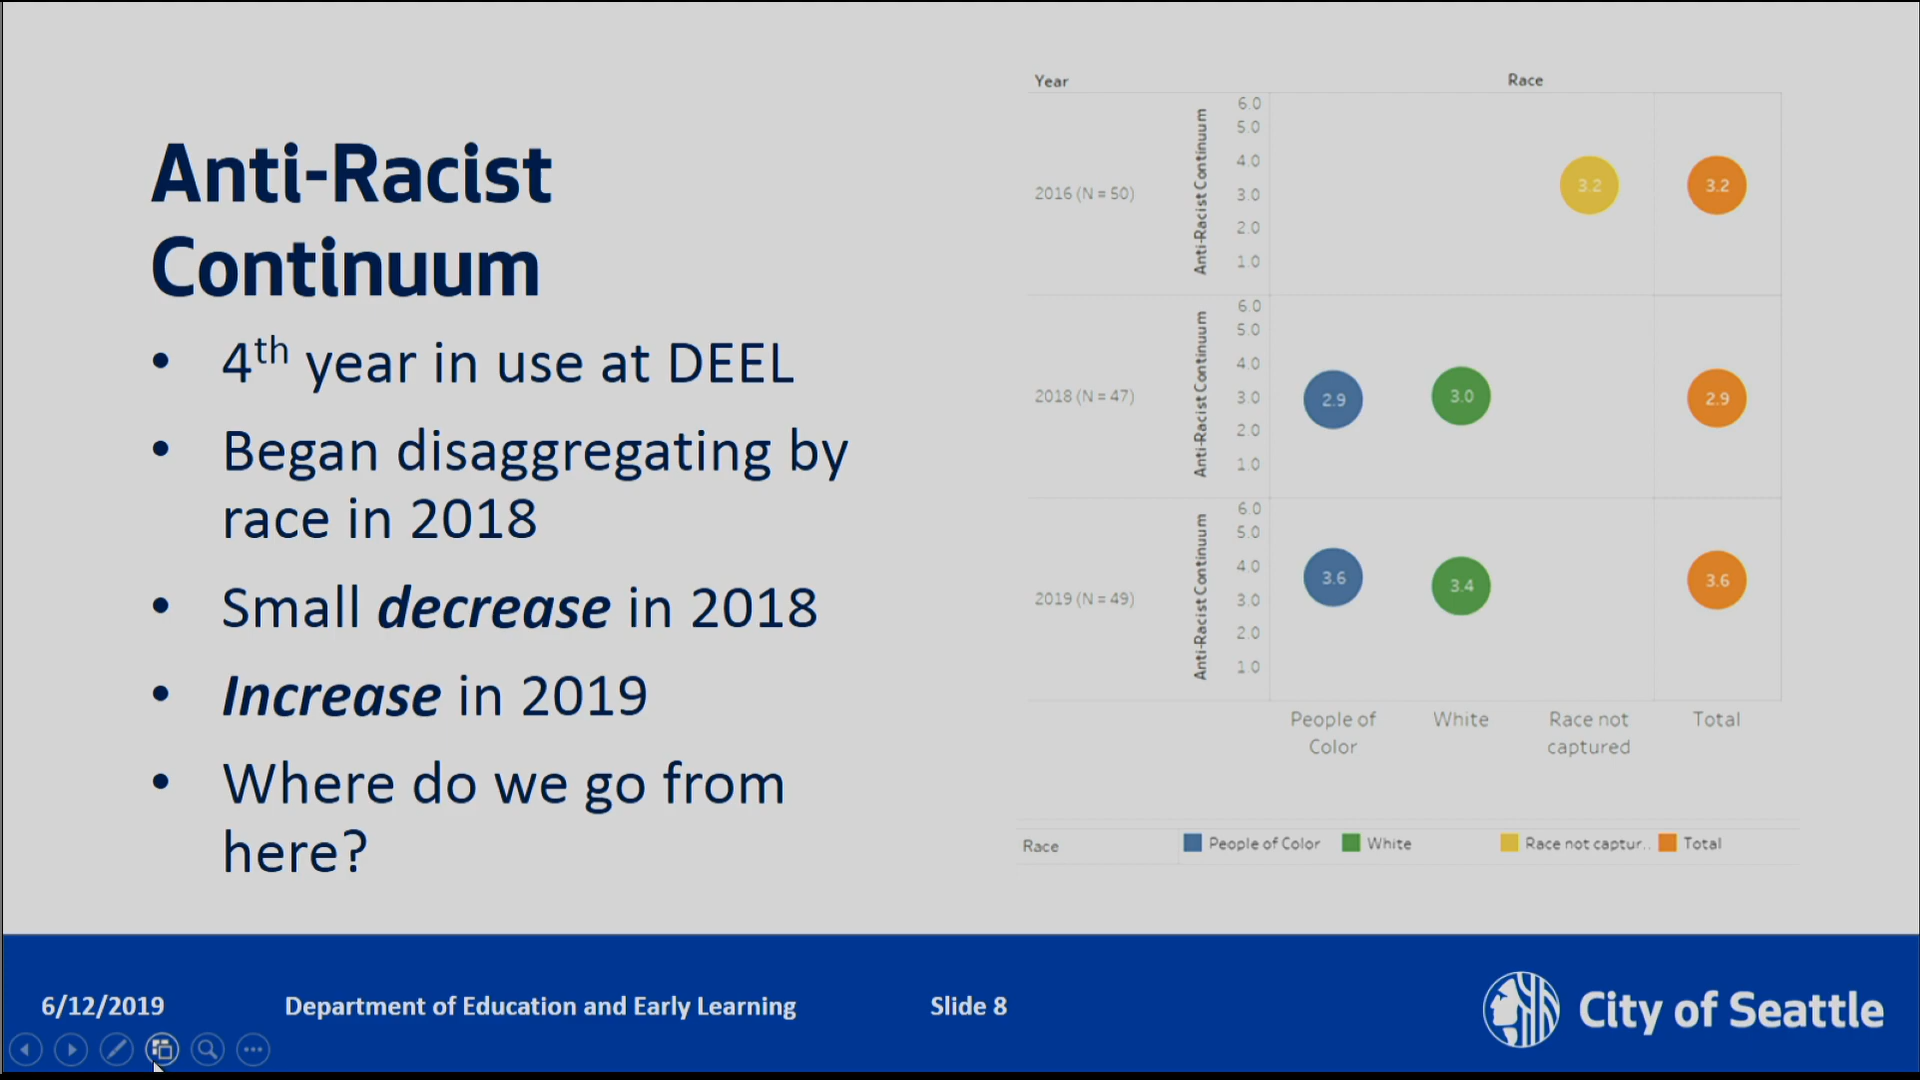 Anti-Racist
Continuum
• 4th year in use at DEEL
• Began disaggregating by
race in 2018
• Small decrease in 2018
• Increase in 2019
• Where do we go from
here?
Year
Race
2016 (N = 50)
Anti-Racist Continuum
6.0
5.0
4.0
3.0
2.0
1.0
3.2
3.2
2018 (N = 47)
Anti-Racist Continuum
6.0
5.0
4.0
3.0
2.0
1.0
2.9
3.0
2.9
2019 (N = 49)
Anti-Racist Continuum
6.0
5.0
4.0
3.0
2.0
1.0
3.6
3.4
3.6
People of
Color
White
Race not
captured
Total
Race
People of Color
White
Race not captur..
Total
6/12/2019
Department of Education and Early Learning
Slide 8
City of Seattle